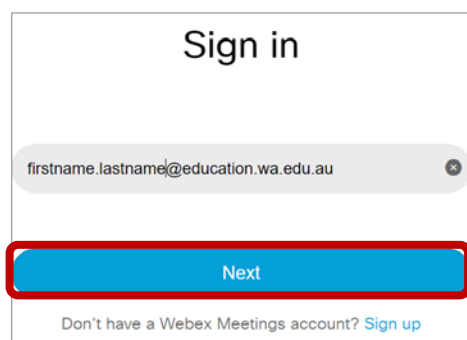 Sign in
firstname.lastname@education.wa.edu.au
Next
Don't have a Webex Meetings account? Sign up